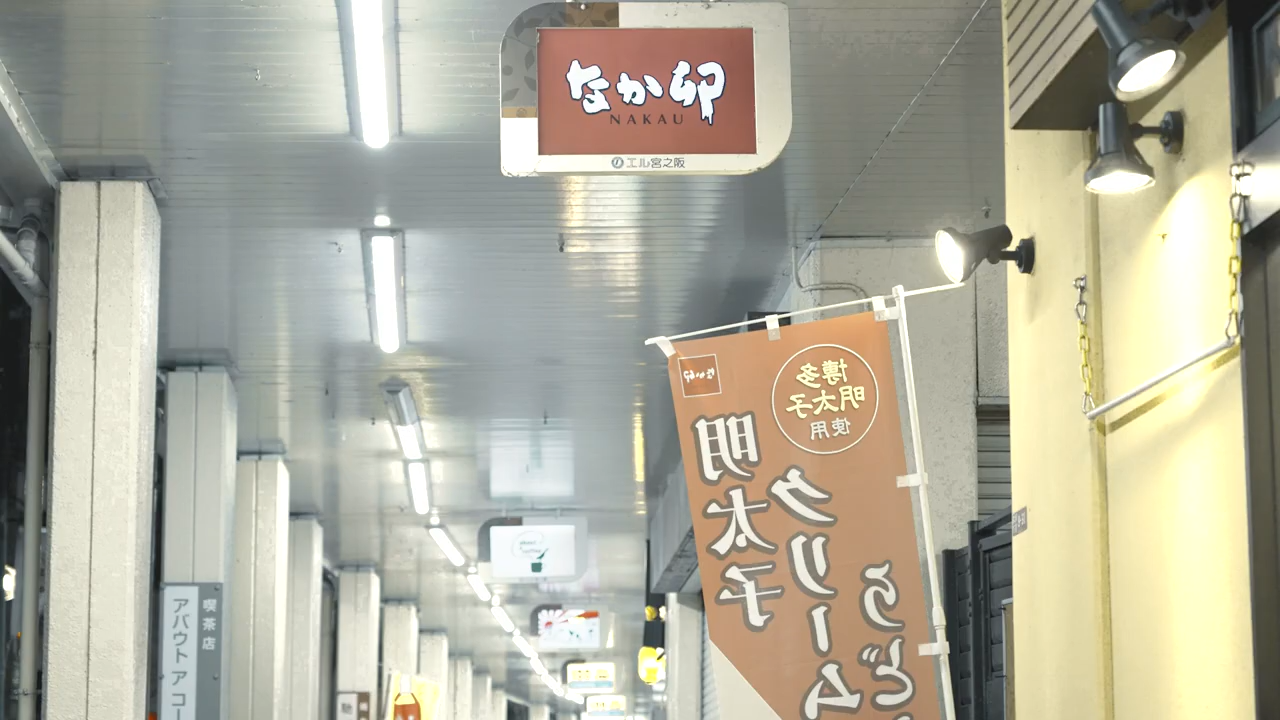 なか卯
NAKAU
エル宮之阪
博多
明太子
使用
明太子
クリーム
うどん
喫茶店
アバウト ア コー